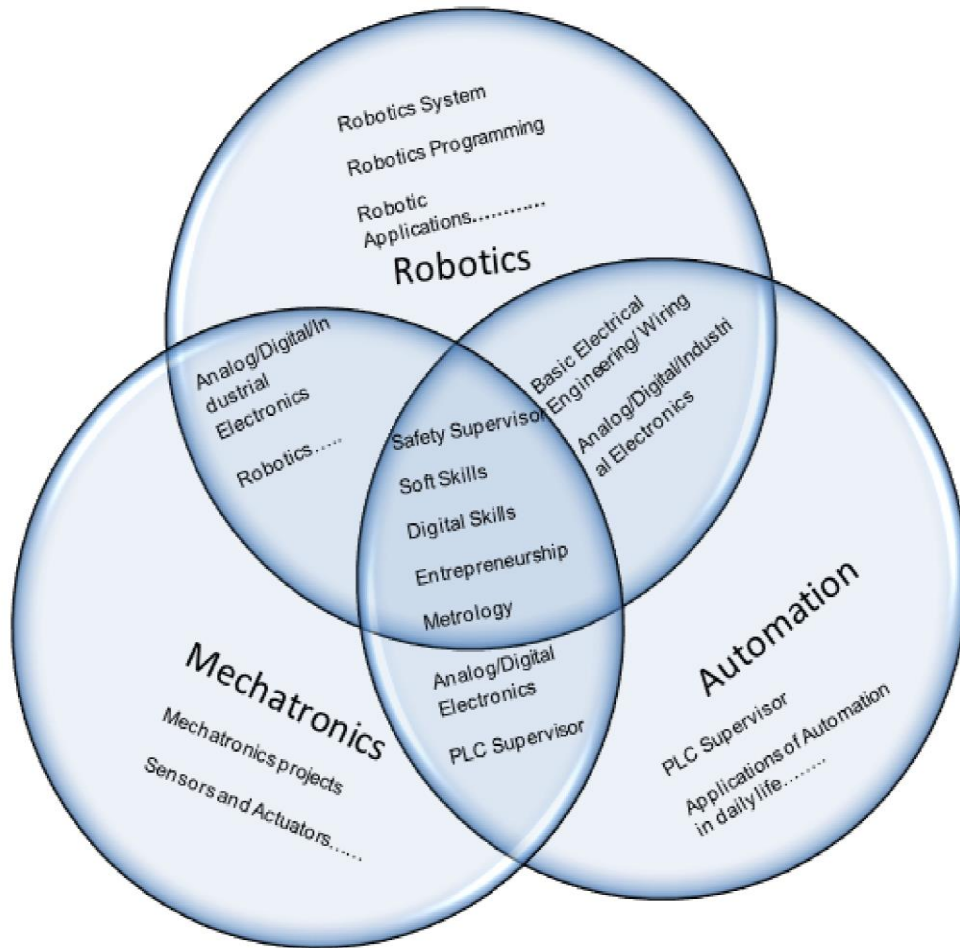 Robotics System
Robotics Programming
Robotic
Applications............
Robotics
Analog/Digital/In
dustrial
Electronics
Robotics.....
Basic Electrical
Engineering/ Wiring
Analog/Digital/Industri
al Electronics
Safety Supervisor
Soft Skills
Digital Skills
Entrepreneurship
Metrology
Mechatronics
Mechatronics projects
Sensors and Actuators......
Analog/Digital
Electronics
PLC Supervisor
Automation
PLC Supervisor
Applications of Automation
in daily life........